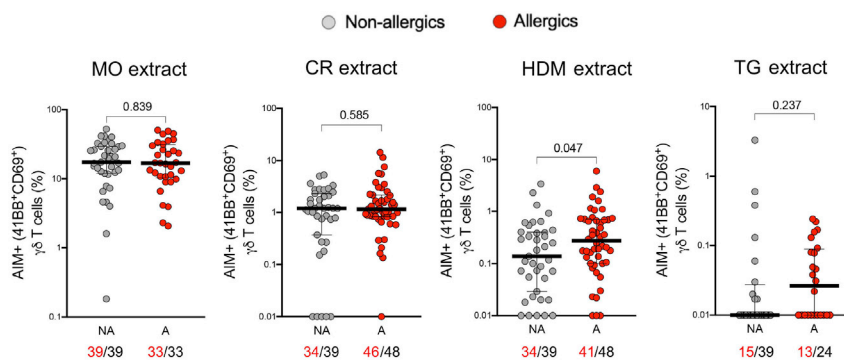 Non-allergics
Allergics
MO extract
CR extract
HDM extract
TG extract
AIM+ (41BB⁺CD69⁺)
γδ T cells (%)
100
10
1
0.1
0.839
NA
A
39/39
33/33
AIM+ (41BB⁺CD69⁺)
γδ T cells (%)
100
10
1
0.1
0.01
0.585
NA
A
34/39
46/48
AIM+ (41BB⁺CD69⁺)
γδ T cells (%)
100
10
1
0.1
0.01
0.047
NA
A
34/39
41/48
AIM+ (41BB⁺CD69⁺)
γδ T cells (%)
10
1
0.1
0.01
0.237
NA
A
15/39
13/24